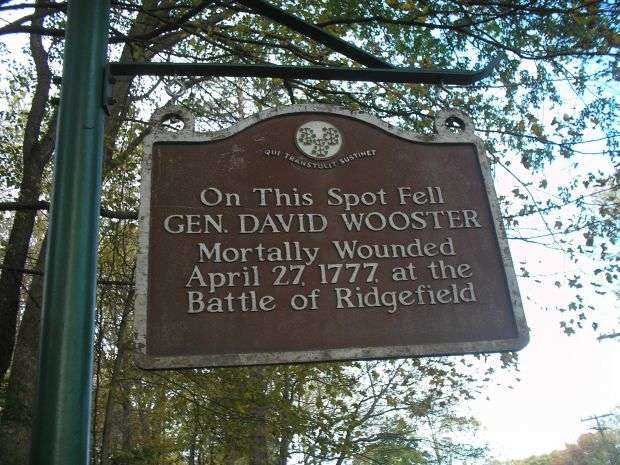 QUI TRANSTULIT SUSTINET
On This Spot Fell
GEN. DAVID WOOSTER
Mortally Wounded
April 27, 1777, at the
Battle of Ridgefield